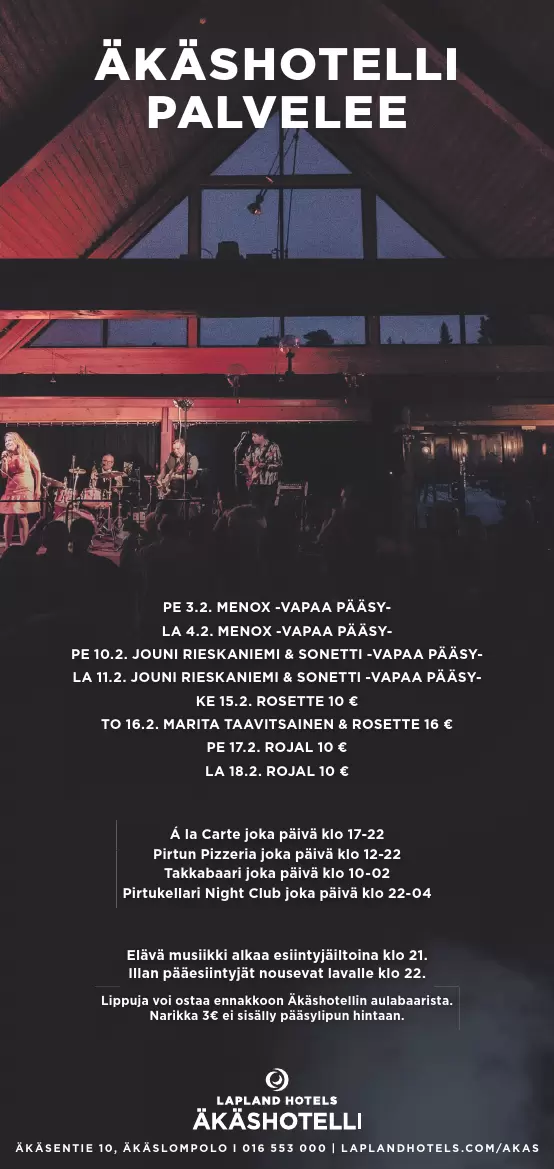 ÄKÄSHOTELLI
PALVELEE
PE 3.2. MENOX -VAPAA PÄÄSY-
LA 4.2. MENOX -VAPAA PÄÄSY-
PE 10.2. JOUNI RIESKANIEMI & SONETTI -VAPAA PÄÄSY-
LA 11.2. JOUNI RIESKANIEMI & SONETTI -VAPAA PÄÄSY-
KE 15.2. ROSETTE 10 €
TO 16.2. MARITA TAAVITSAINEN & ROSETTE 16 €
PE 17.2. ROJAL 10 €
LA 18.2. ROJAL 10 €
Á la Carte joka päivä klo 17-22
Pirtun Pizzeria joka päivä klo 12-22
Takkabaari joka päivä klo 10-02
Pirtukellari Night Club joka päivä klo 22-04
Elävä musiikki alkaa esiintyjäiltoina klo 21.
Illan pääesiintyjät nousevat lavalle klo 22.
Lippuja voi ostaa ennakkoon Äkäshotellin aulabaarista.
Narikka 3€ ei sisälly pääsylipun hintaan.
LAPLAND HOTELS
ÄKÄSHOTELLI
ÄKÄSENTIE 10, ÄKÄSLOMPOLO I 016 553 000 | LAPLANDHOTELS.COM/AKAS